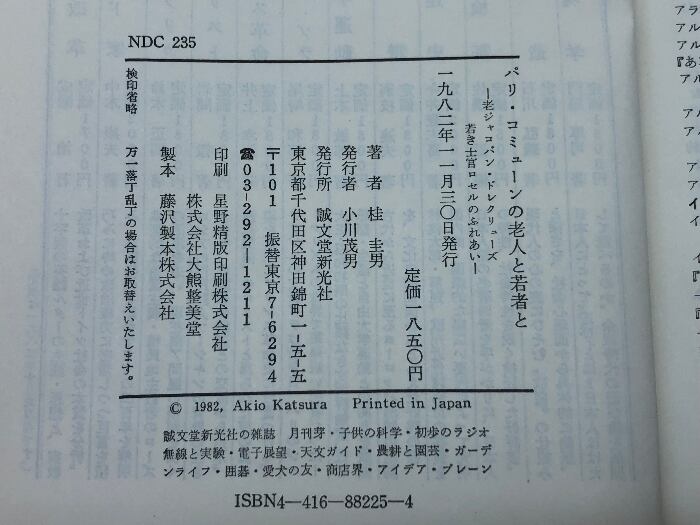 NDC 235
パリ・コミューンの老人と若者と
―老ジャコバン・ドレクリューズ
若き士官ロセルのふれあい―
一九八二年一一月三〇日発行
定価一八五〇円
著者 桂圭男
発行者 小川茂男
発行所 誠文堂新光社
東京都千代田区神田錦町一―五―五
〒101 振替東京7―6294
☎03―292―1211
印刷 星野精版印刷株式会社
株式会社大熊整美堂
製本 藤沢製本株式会社
検印省略 万一落丁乱丁の場合はお取替えいたします。
© 1982, Akio Katsura Printed in Japan
誠文堂新光社の雑誌 月刊芽・子供の科学・初歩のラジオ
無線と実験・電子展望・天文ガイド・農耕と園芸・ガーデ
ンライフ・囲碁・愛犬の友・商店界・アイデア・ブレーン
ISBN4―416―88225―4